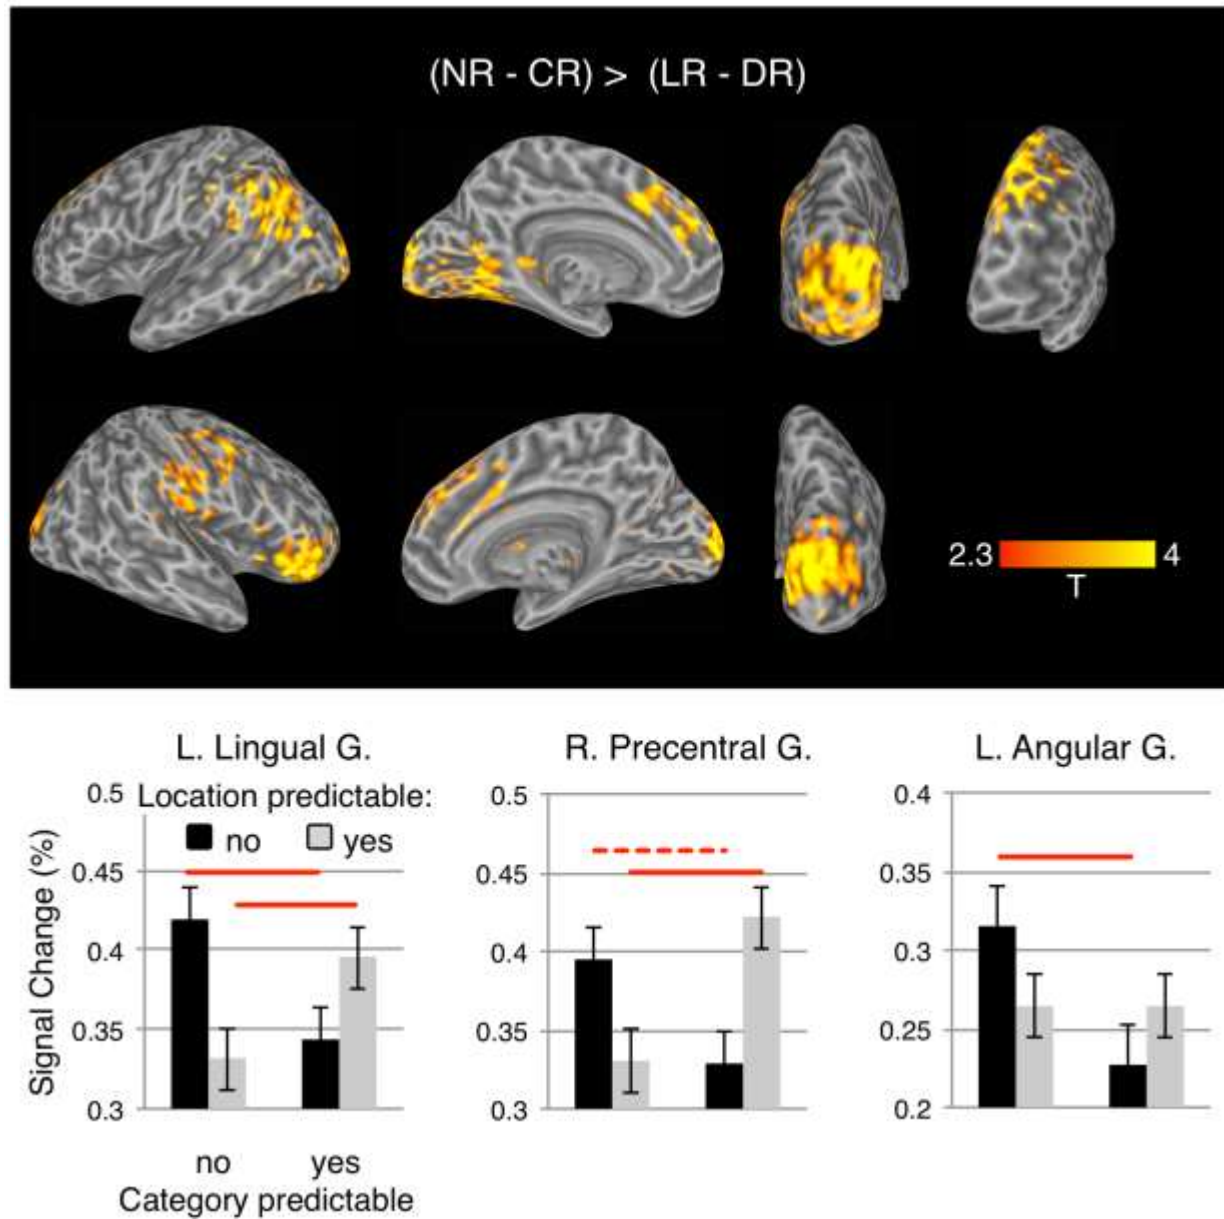 (NR - CR) > (LR - DR)
2.3 4
T
L. Lingual G. R. Precentral G. L. Angular G.
Location predictable:
no yes
Signal Change (%)
0.5
0.45
0.4
0.35
0.3
0.5
0.45
0.4
0.35
0.3
0.4
0.35
0.3
0.25
0.2
no yes
Category predictable